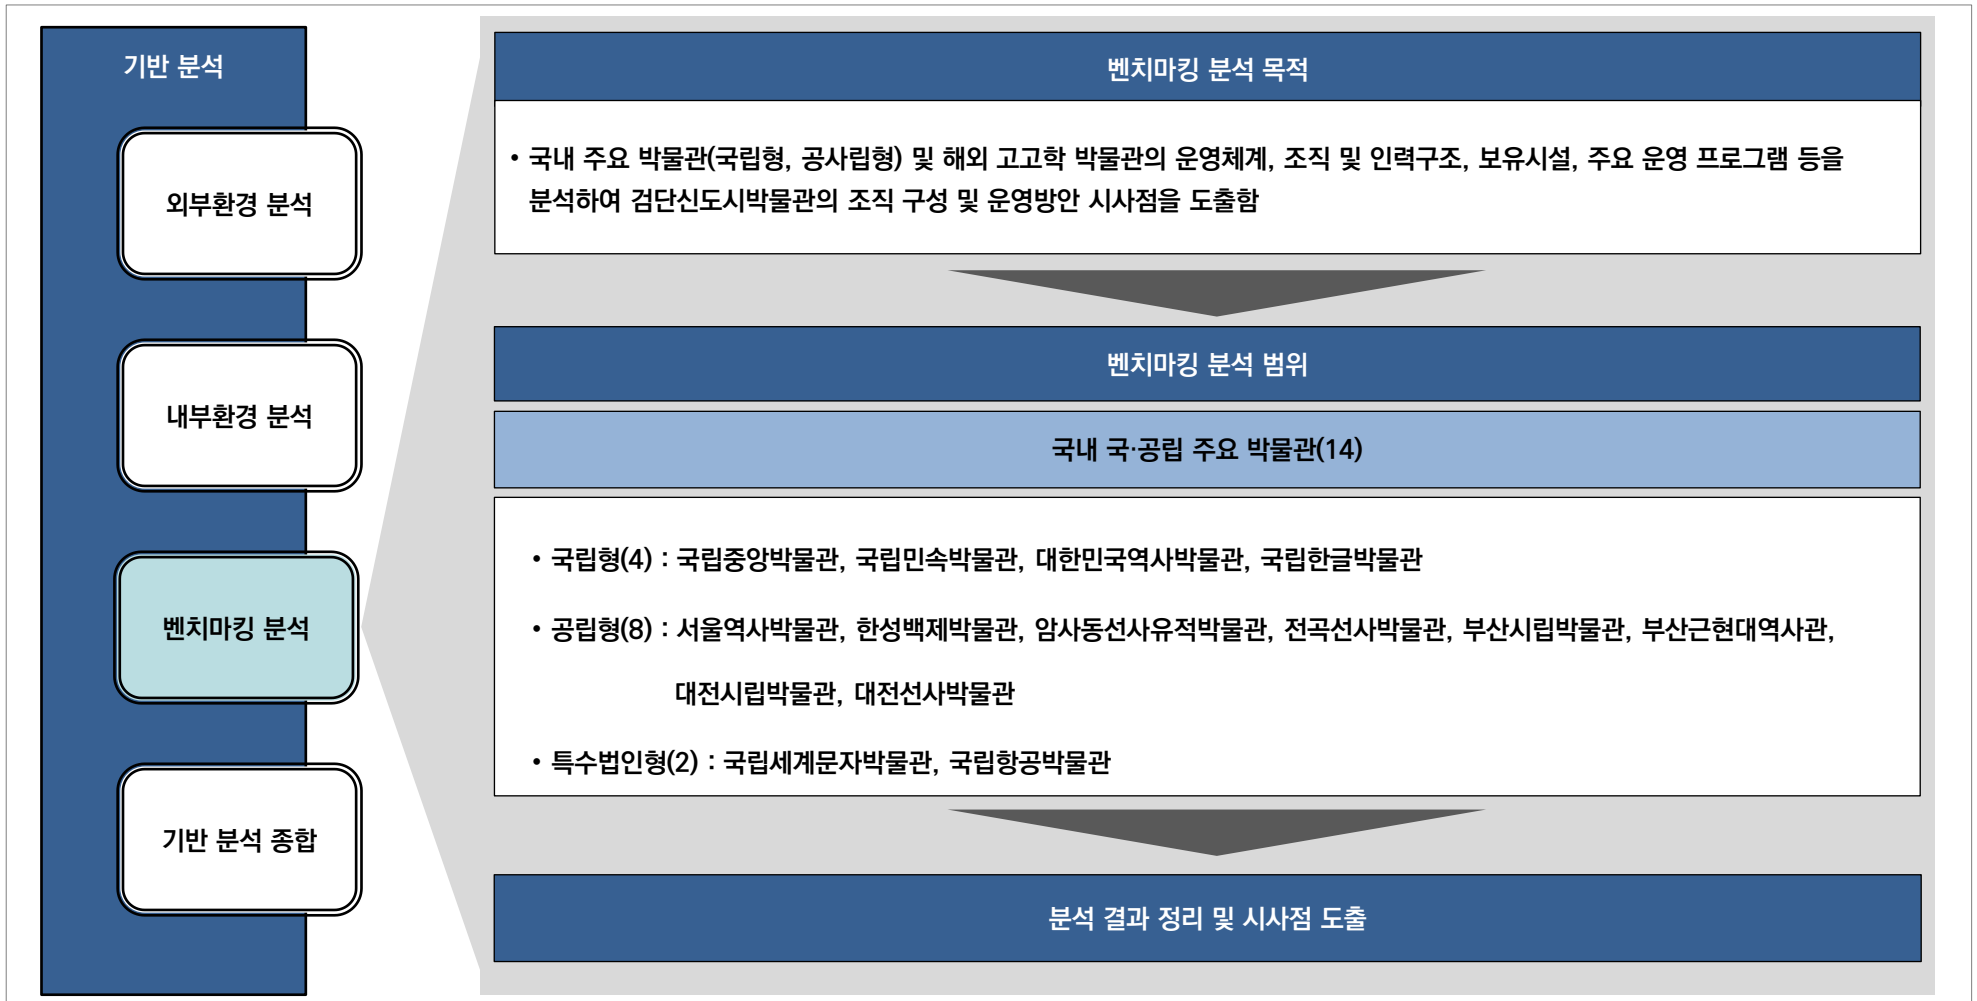 기반 분석
외부환경 분석
내부환경 분석
벤치마킹 분석
기반 분석 종합
벤치마킹 분석 목적
• 국내 주요 박물관(국립형, 공사립형) 및 해외 고고학 박물관의 운영체계, 조직 및 인력구조, 보유시설, 주요 운영 프로그램 등을
분석하여 검단신도시박물관의 조직 구성 및 운영방안 시사점을 도출함
벤치마킹 분석 범위
국내 국·공립 주요 박물관(14)
• 국립형(4) : 국립중앙박물관, 국립민속박물관, 대한민국역사박물관, 국립한글박물관
• 공립형(8) : 서울역사박물관, 한성백제박물관, 암사동선사유적박물관, 전곡선사박물관, 부산시립박물관, 부산근현대역사관,
대전시립박물관, 대전선사박물관
• 특수법인형(2) : 국립세계문자박물관, 국립항공박물관
분석 결과 정리 및 시사점 도출